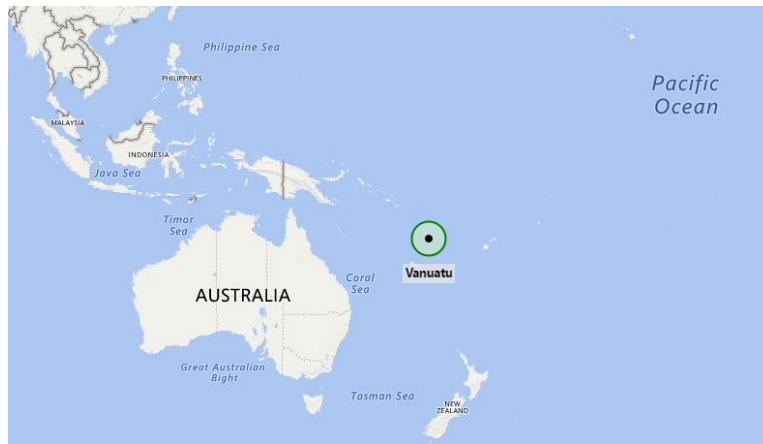 Philippine Sea
PHILIPPINES
Pacific
Ocean
MALAYSIA
INDONESIA
Java Sea
Timor
Sea
Vanuatu
Coral
Sea
AUSTRALIA
Great Australian
Bight
Tasman Sea
NEW
ZEALAND